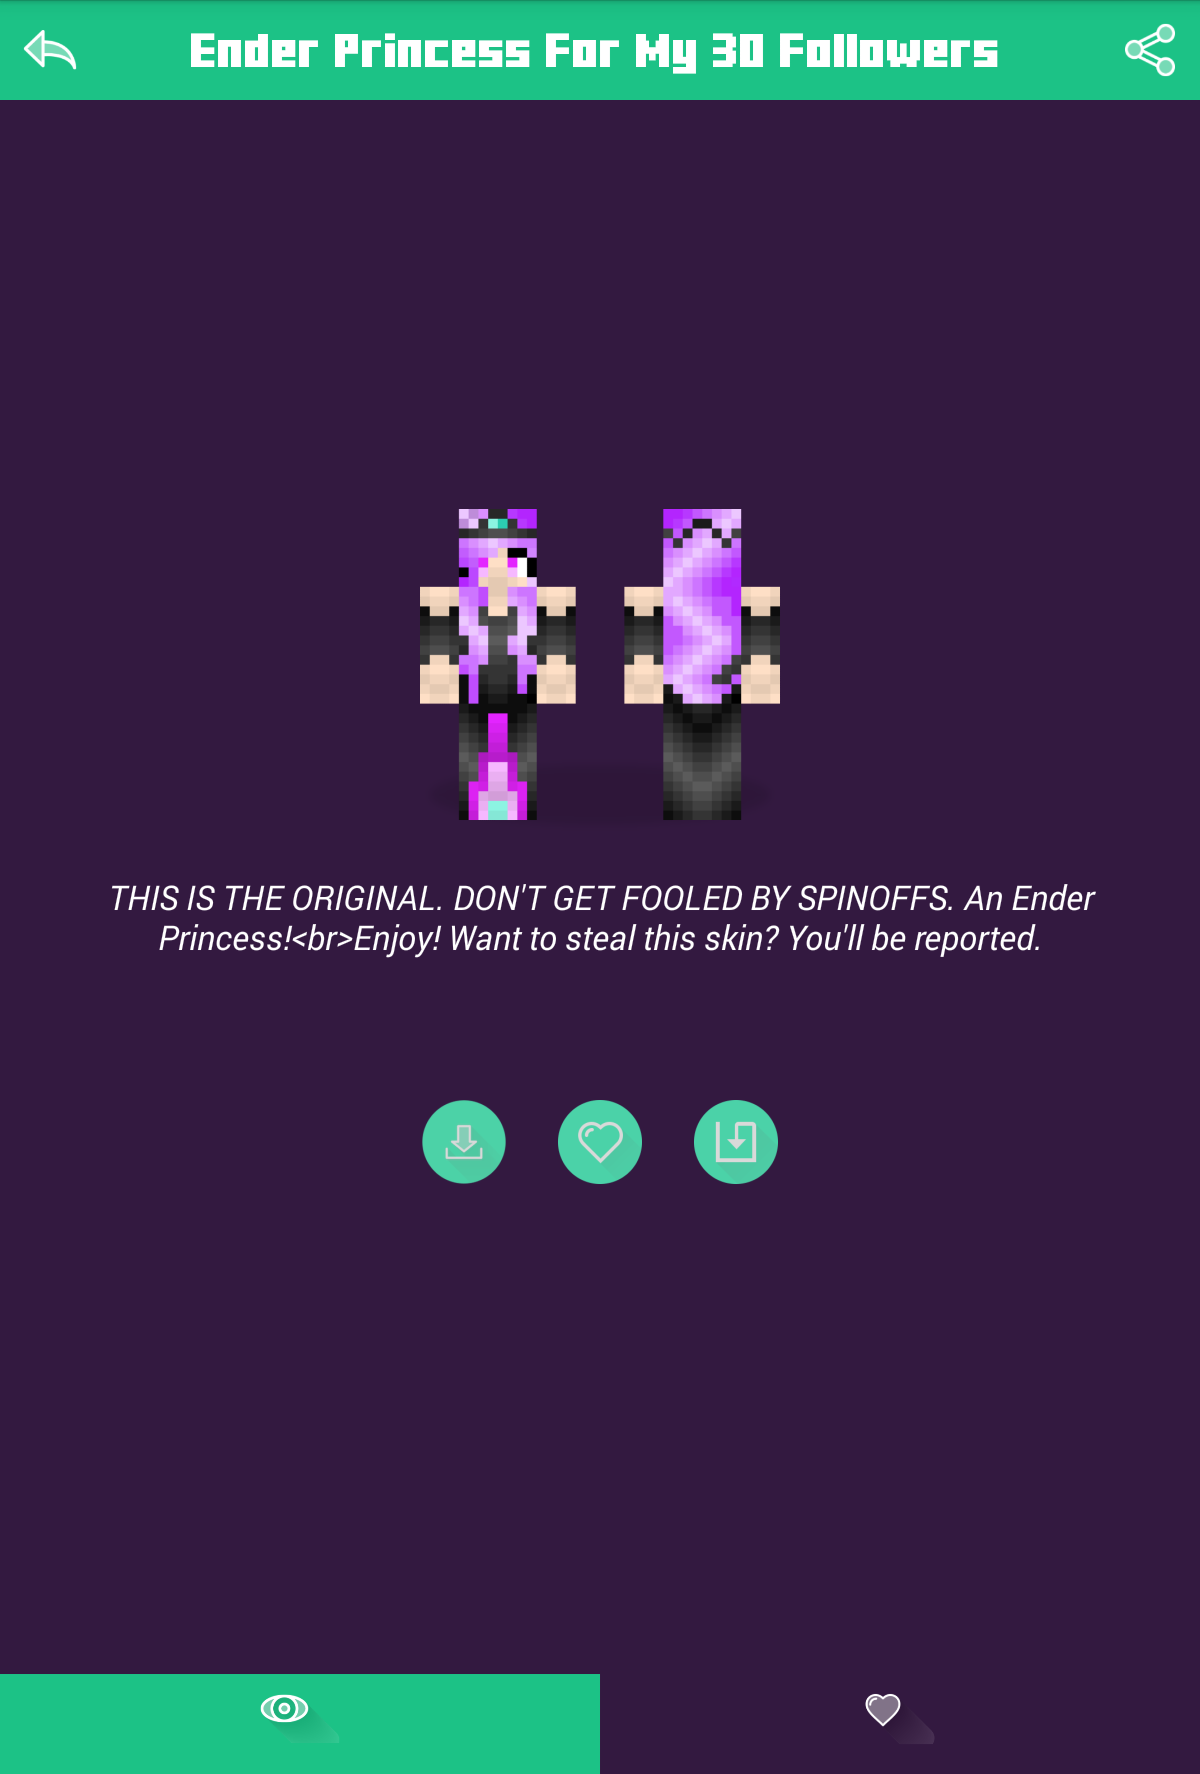 Ender Princess For My 30 Followers
THIS IS THE ORIGINAL. DON'T GET FOOLED BY SPINOFFS. An Ender
Princess!<br>Enjoy! Want to steal this skin? You'll be reported.